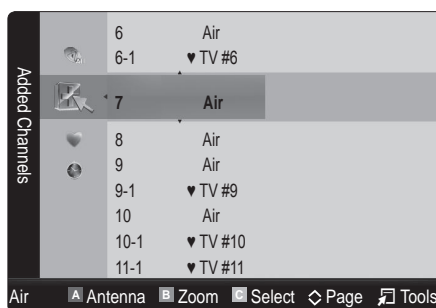 Added Channels
6 Air
6-1 ♥ TV #6
7 Air
8 Air
9 Air
9-1 ♥ TV #9
10 Air
10-1 ♥ TV #10
11-1 ♥ TV #11
Air A Antenna B Zoom C Select Page Tools